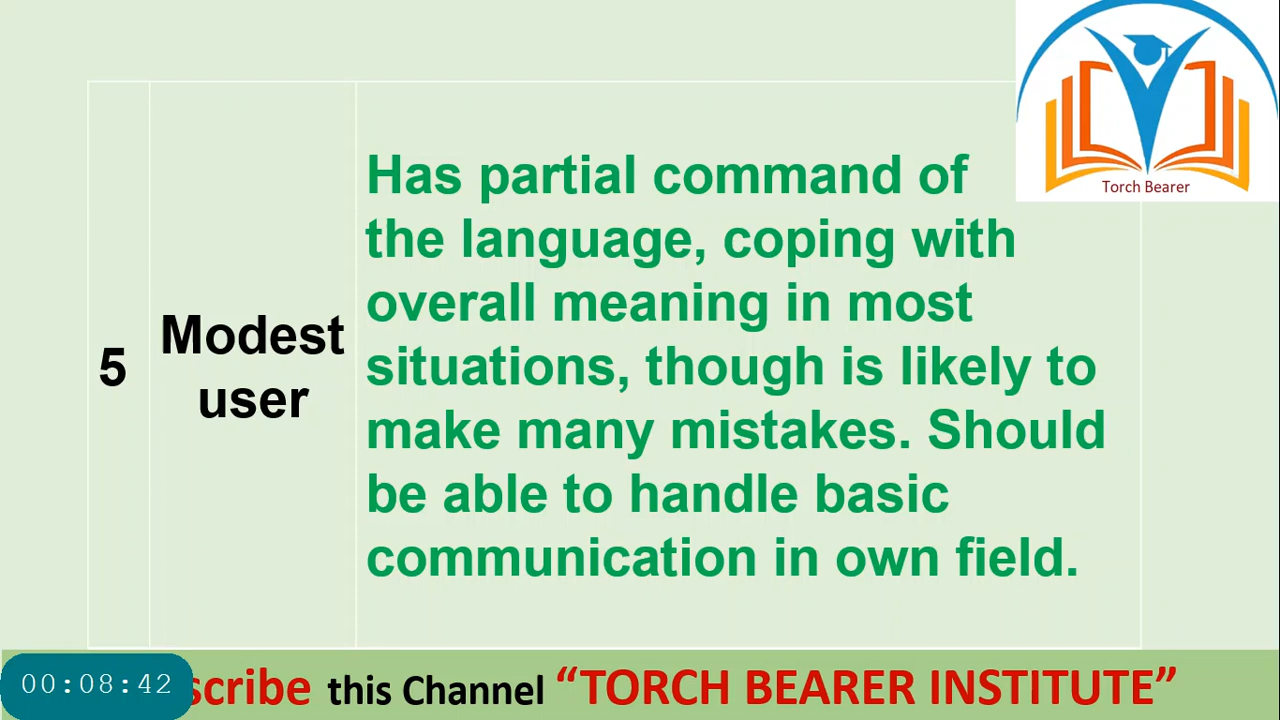 Torch Bearer
5
Modest
user
Has partial command of
the language, coping with
overall meaning in most
situations, though is likely to
make many mistakes. Should
be able to handle basic
communication in own field.
00:08:42
scribe this Channel “TORCH BEARER INSTITUTE”